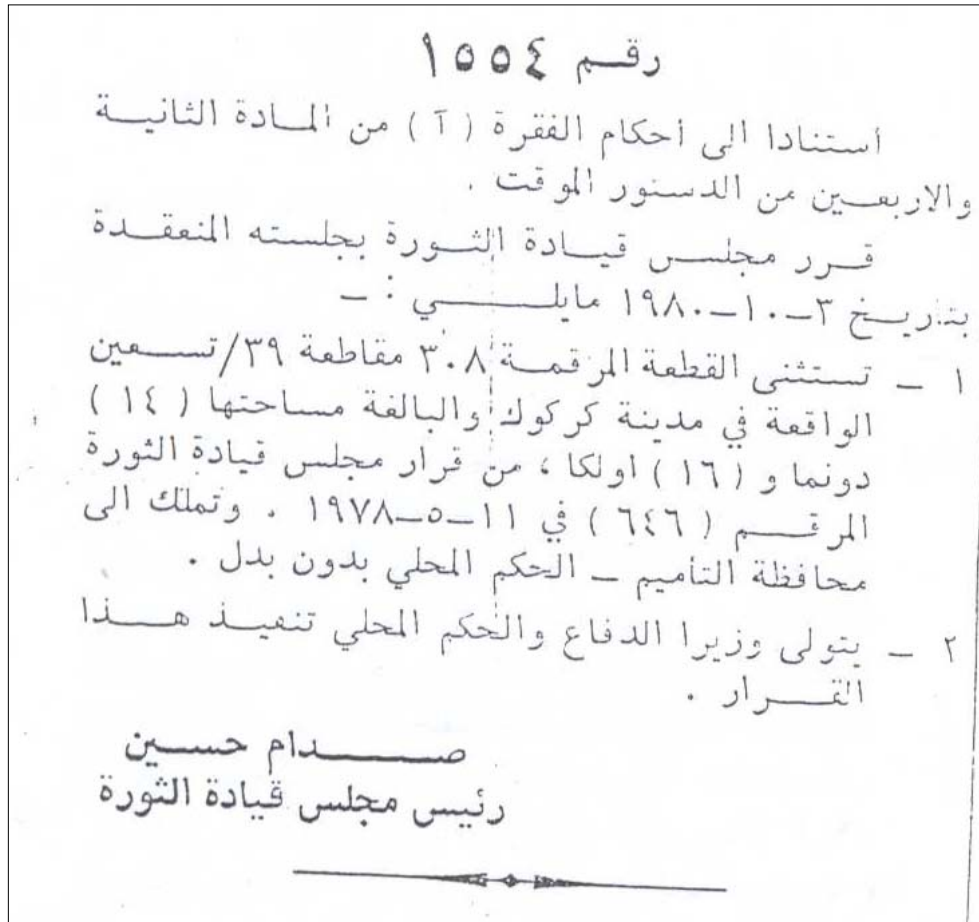 رقم ١٥٥٤
أستنادا الى أحكام الفقرة ( آ ) من المادة الثانية
والاربعين من الدستور الموقت .
قرر مجلس قيادة الثورة بجلسته المنعقدة
بتاريخ ٣-١٠-١٩٨٠ مايلي : -
١ - تستثنى القطعة المرقمة ٣٠٨ مقاطعة ٣٩/تسعين
الواقعة في مدينة كركوك والبالغة مساحتها ( ١٤ )
دونما و ( ١٦ ) اولكا ، من قرار مجلس قيادة الثورة
المرقم ( ٦٤٦ ) في ١١-٥-١٩٧٨ . وتملك الى
محافظة التأميم - الحكم المحلي بدون بدل .
٢ - يتولى وزيرا الدفاع والحكم المحلي تنفيذ هذا
القرار .
صدام حسين
رئيس مجلس قيادة الثورة